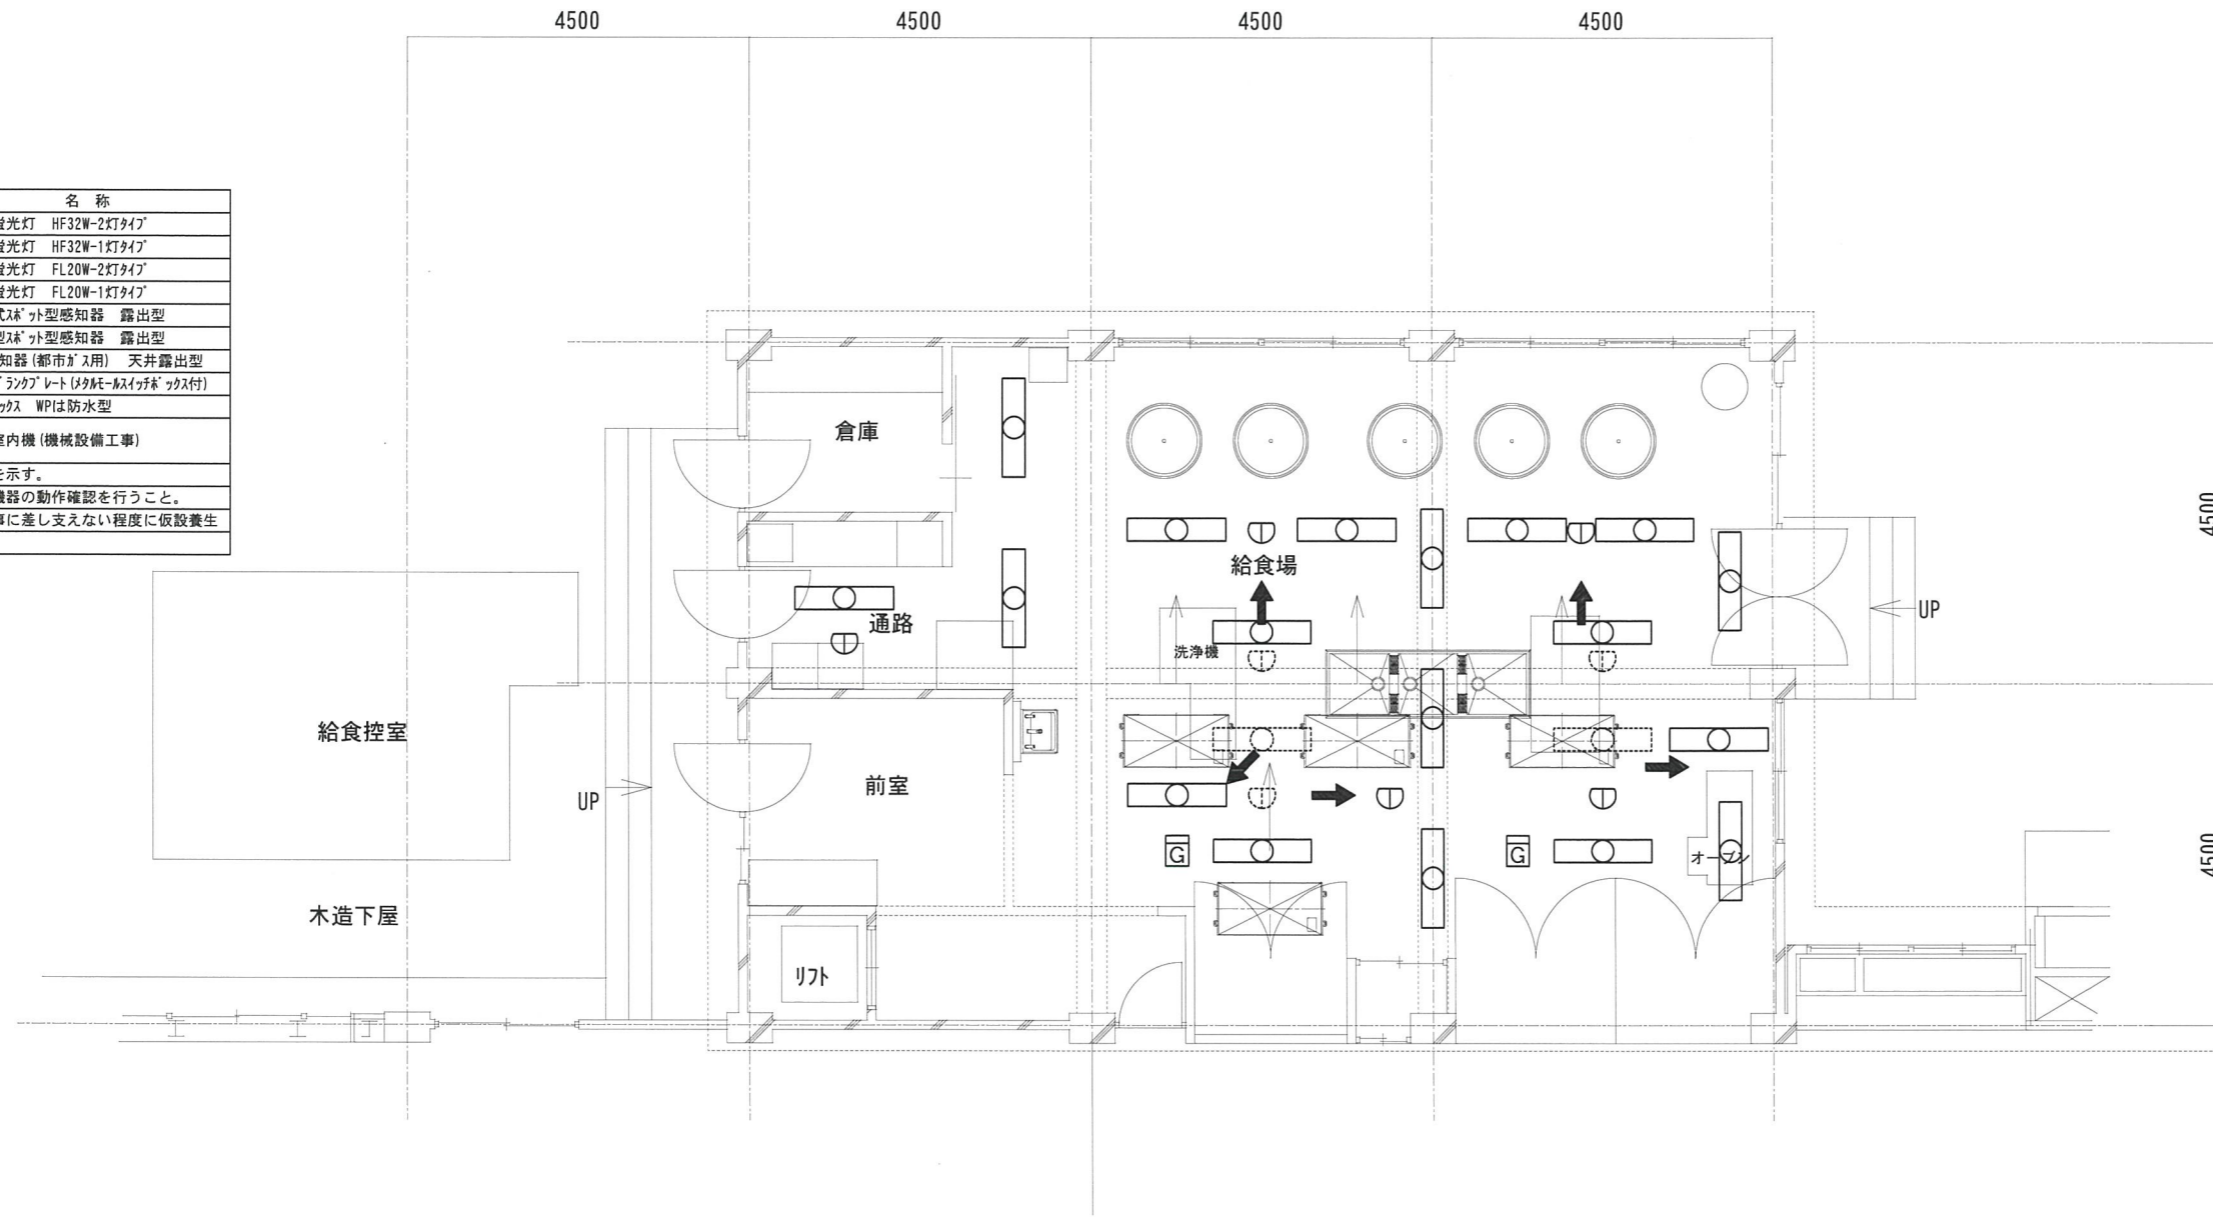 4500 4500 4500 4500
名 称
蛍光灯 HF32W-2灯ﾀｲﾌﾟ
蛍光灯 HF32W-1灯ﾀｲﾌﾟ
蛍光灯 FL20W-2灯ﾀｲﾌﾟ
蛍光灯 FL20W-1灯ﾀｲﾌﾟ
式ｽﾎﾟｯﾄ型感知器 露出型
型ｽﾎﾟｯﾄ型感知器 露出型
知器(都市ｶﾞｽ用) 天井露出型
ﾌﾞﾗﾝｸﾌﾟﾚｰﾄ(ﾒﾀﾙﾓｰﾙｽｲｯﾁﾎﾞｯｸｽ付)
ｯｸｽ WPは防水型
室内機(機械設備工事)
を示す。
機器の動作確認を行うこと。
事に差し支えない程度に仮設養生
倉庫
4500
給食場
通路
UP
洗浄機
給食控室
前室
UP
4500
G
G
オーブン
木造下屋
ﾘﾌﾄ